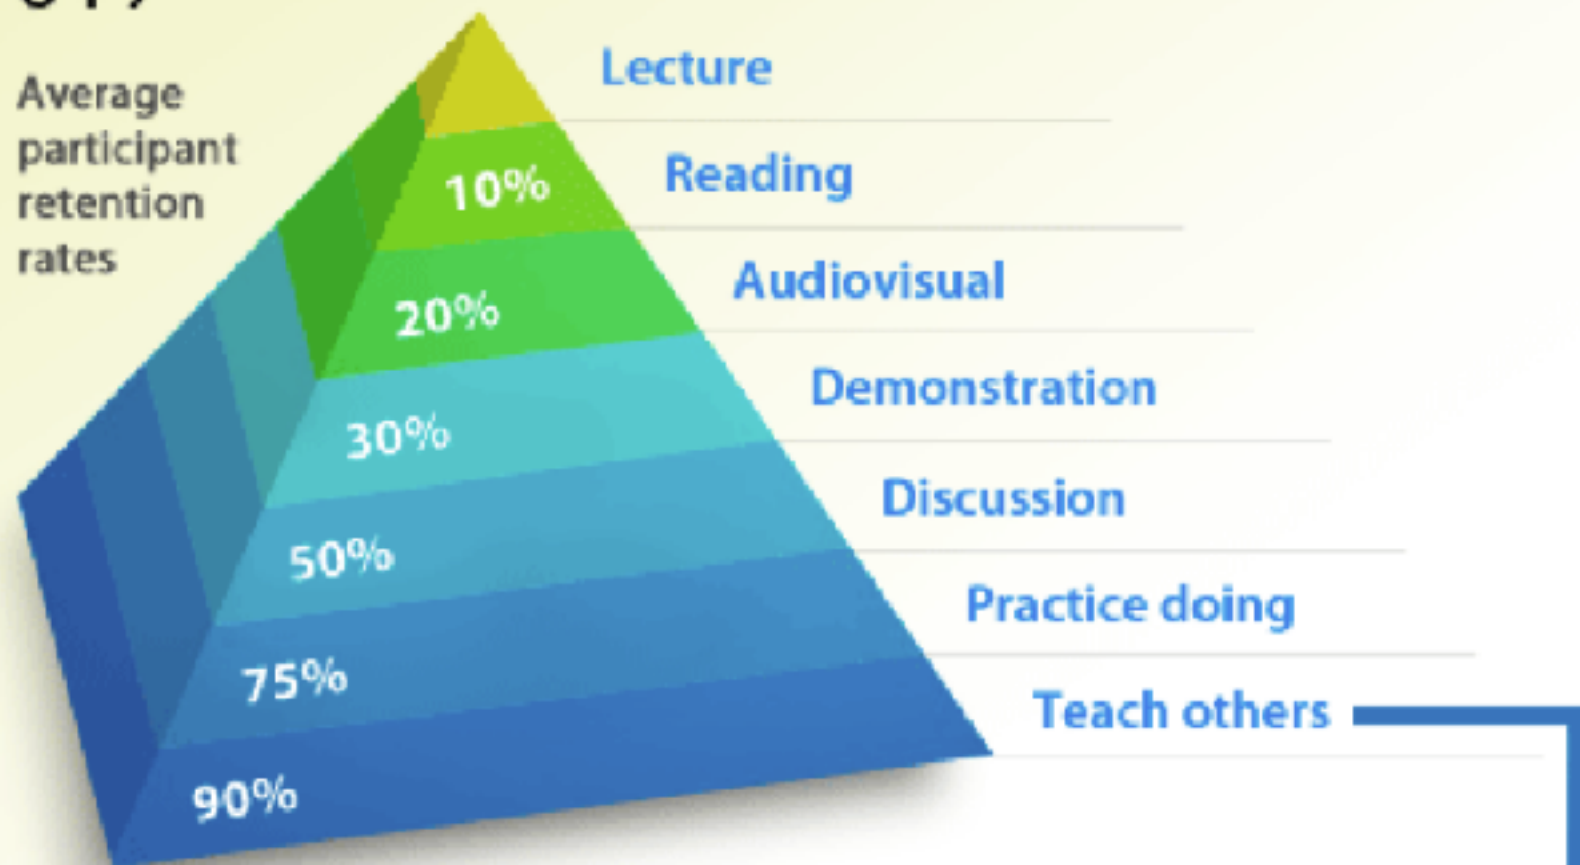 Average
participant
retention
rates
Lecture
10%
Reading
20%
Audiovisual
30%
Demonstration
50%
Discussion
75%
Practice doing
90%
Teach others